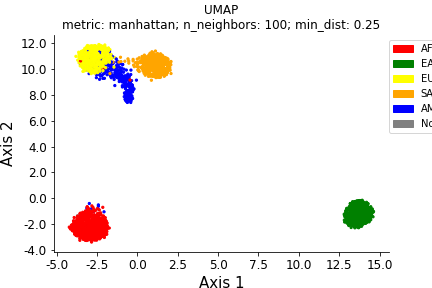 UMAP
metric: manhattan; n_neighbors: 100; min_dist: 0.25
12.0
10.0
8.0
6.0
4.0
2.0
0.0
-2.0
-4.0
Axis 2
-5.0 -2.5 0.0 2.5 5.0 7.5 10.0 12.5 15.0
Axis 1
AF
EA
EU
SA
AM
No